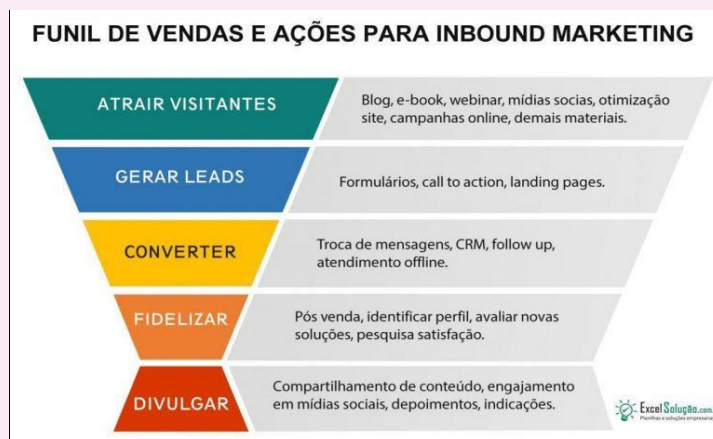 FUNIL DE VENDAS E AÇÕES PARA INBOUND MARKETING
ATRAIR VISITANTES
Blog, e-book, webinar, mídias socias, otimização
site, campanhas online, demais materiais.
GERAR LEADS
Formulários, call to action, landing pages.
CONVERTER
Troca de mensagens, CRM, follow up,
atendimento offline.
FIDELIZAR
Pós venda, identificar perfil, avaliar novas
soluções, pesquisa satisfação.
DIVULGAR
Compartilhamento de conteúdo, engajamento
em mídias sociais, depoimentos, indicações.
ExcelSolução.com
Planilhas e soluções empresariais